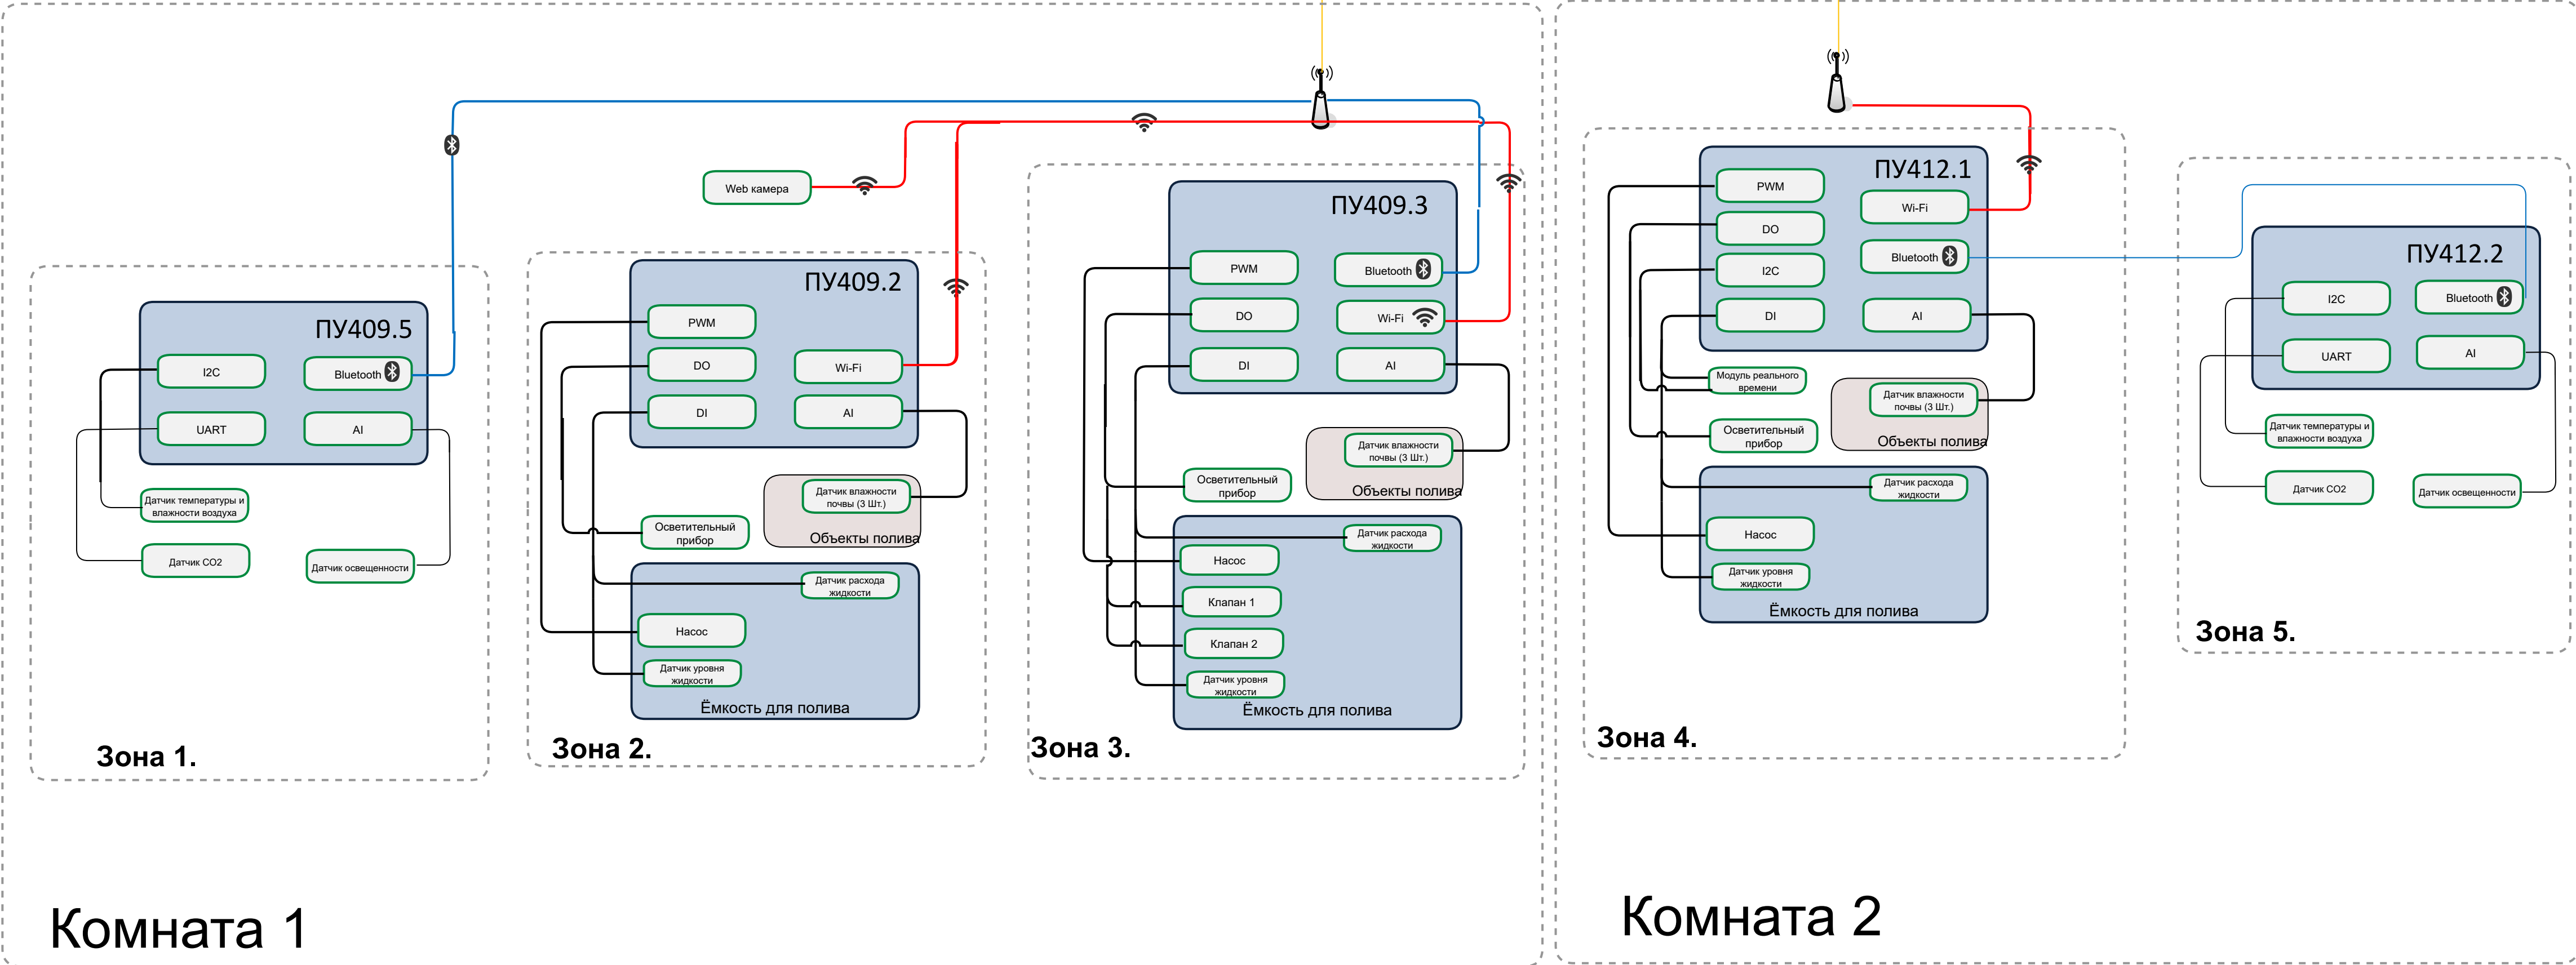 Web камера
ПУ409.5
I2C
Bluetooth
UART
AI
Датчик температуры и
влажности воздуха
Датчик CO2
Датчик освещенности
Зона 1.
ПУ409.2
PWM
DO
Wi-Fi
DI
AI
Датчик влажности
почвы (3 Шт.)
Объекты полива
Осветительный
прибор
Датчик расхода
жидкости
Насос
Датчик уровня
жидкости
Ёмкость для полива
Зона 2.
ПУ409.3
PWM
Bluetooth
DO
Wi-Fi
DI
AI
Датчик влажности
почвы (3 Шт.)
Объекты полива
Осветительный
прибор
Датчик расхода
жидкости
Насос
Клапан 1
Клапан 2
Датчик уровня
жидкости
Ёмкость для полива
Зона 3.
Комната 1
ПУ412.1
PWM
Wi-Fi
DO
Bluetooth
I2C
DI
AI
Модуль реального
времени
Датчик влажности
почвы (3 Шт.)
Объекты полива
Осветительный
прибор
Датчик расхода
жидкости
Насос
Датчик уровня
жидкости
Ёмкость для полива
Зона 4.
ПУ412.2
I2C
Bluetooth
UART
AI
Датчик температуры и
влажности воздуха
Датчик CO2
Датчик освещенности
Зона 5.
Комната 2